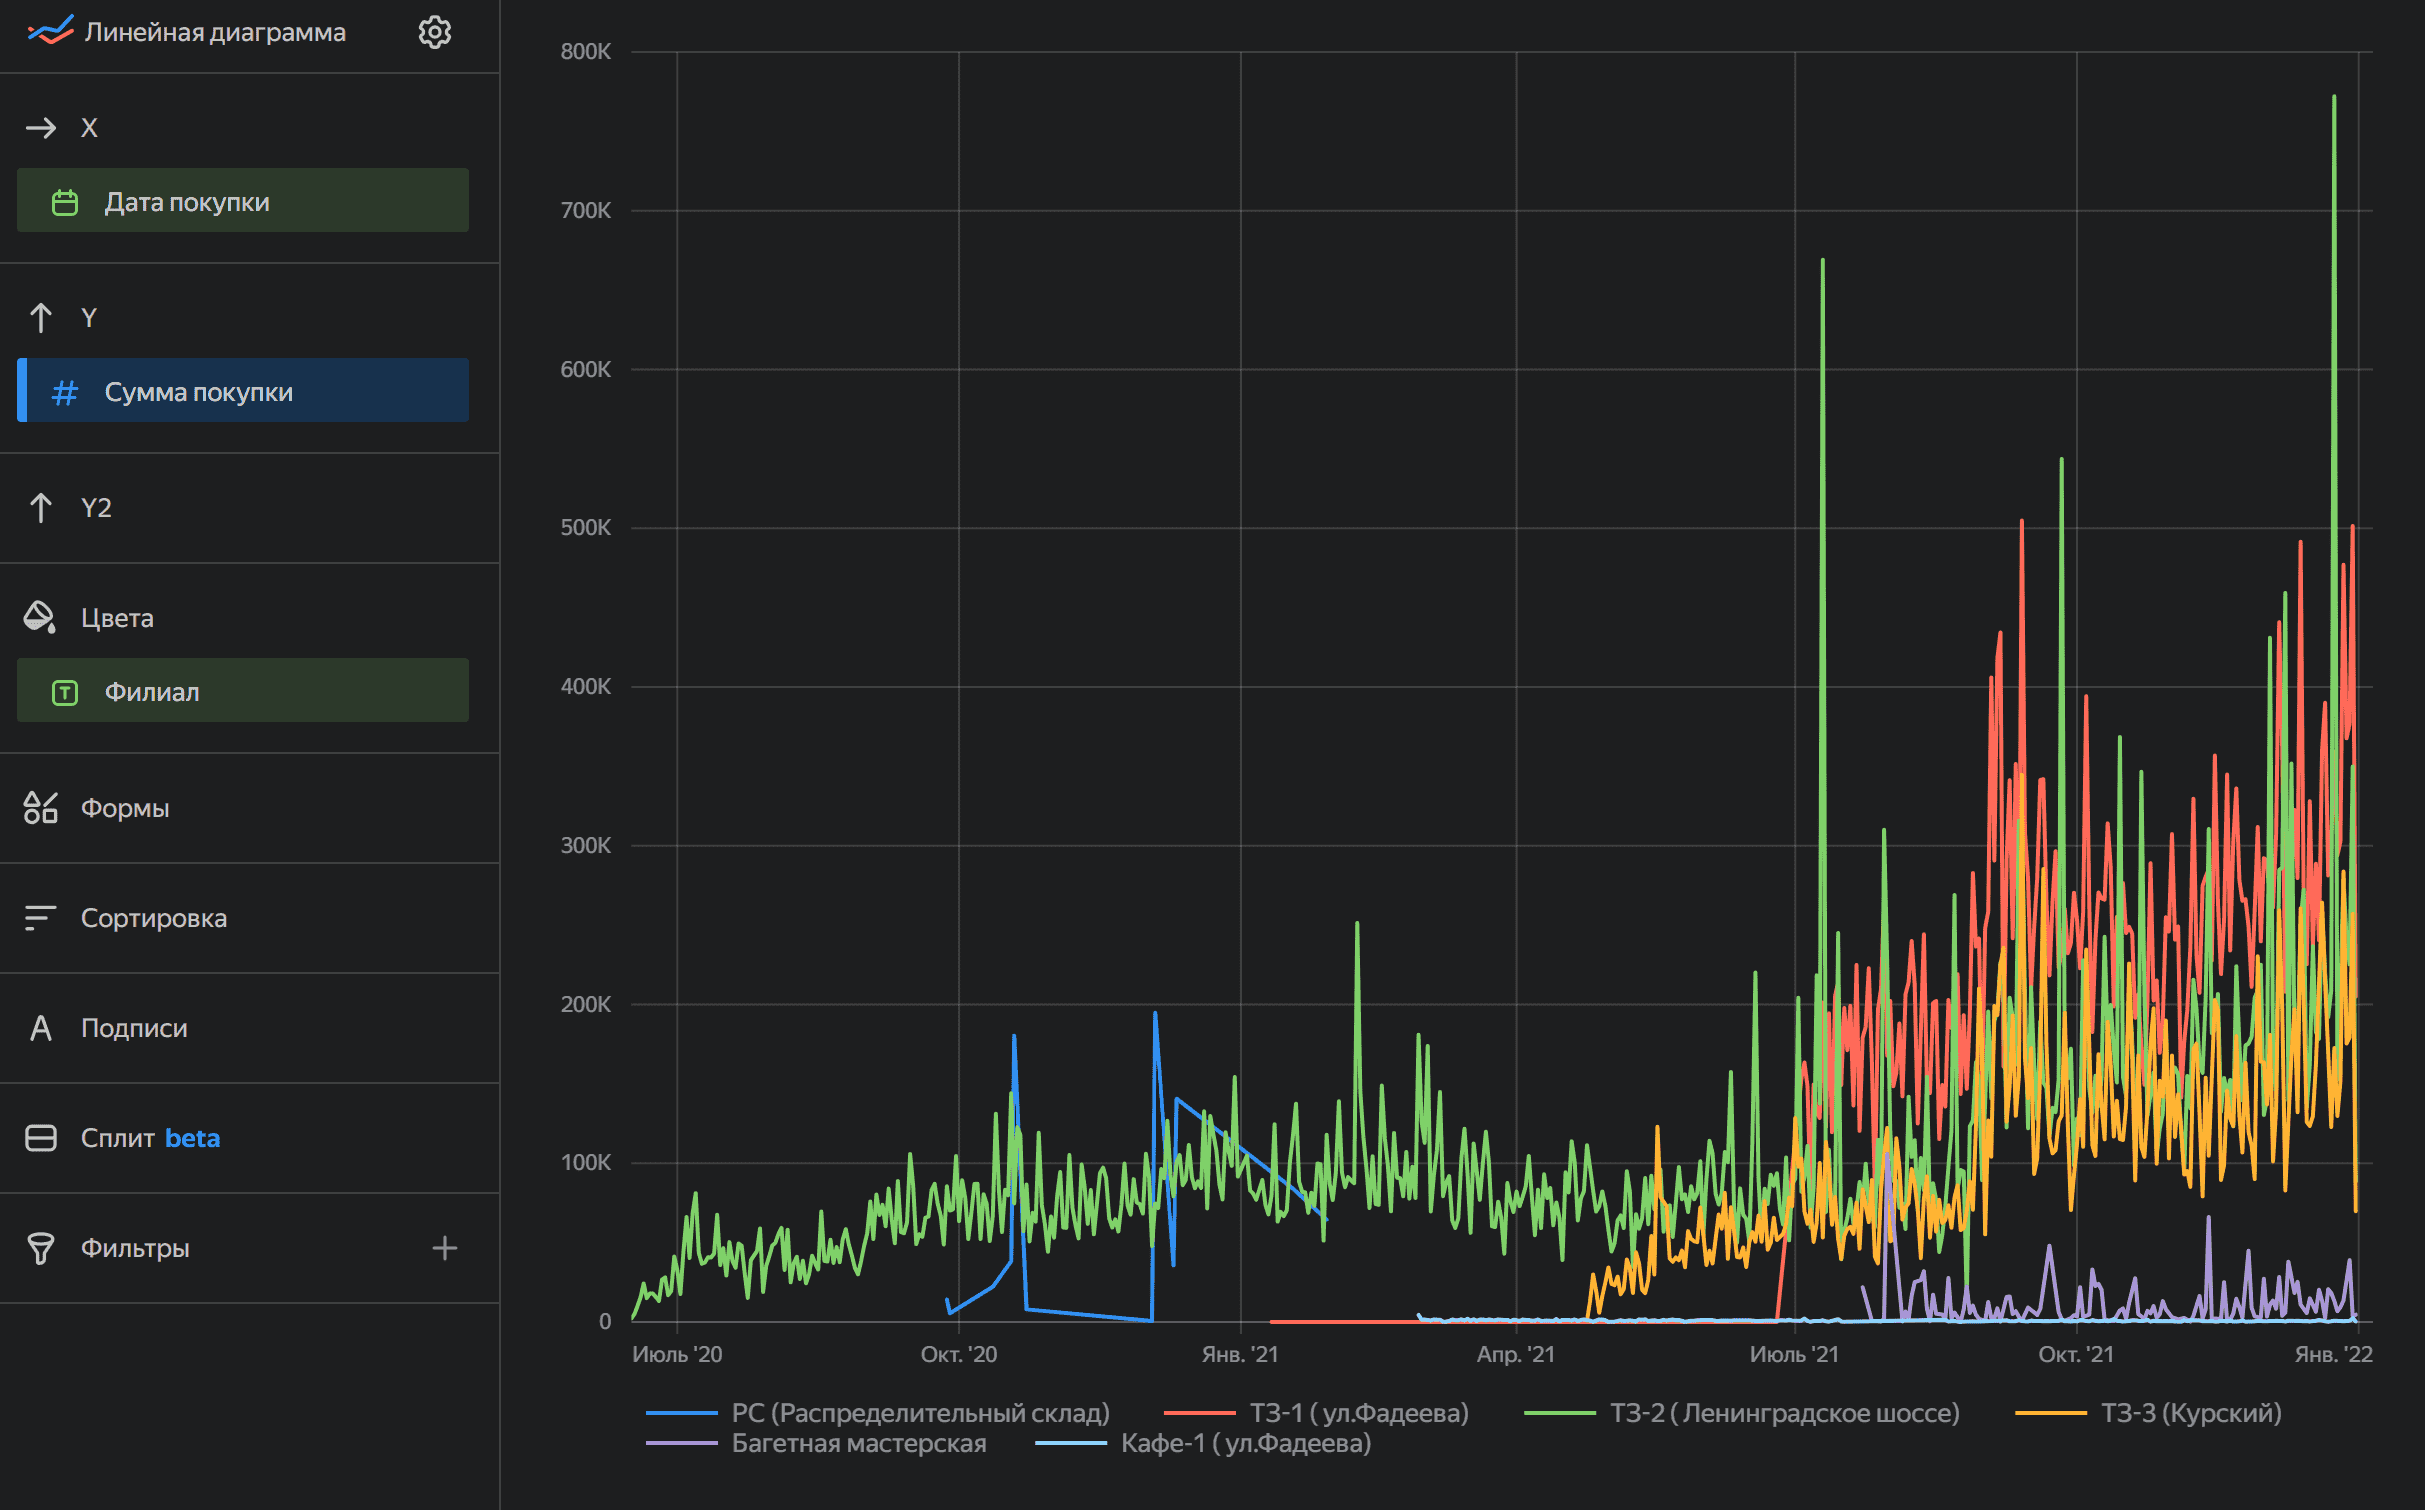 Линейная диаграмма
X
Дата покупки
Y
# Сумма покупки
Y2
Цвета
T Филиал
Формы
Сортировка
Подписи
Сплит beta
Фильтры +
800K
700K
600K
500K
400K
300K
200K
100K
0
Июль '20 Окт. '20 Янв. '21 Апр. '21 Июль '21 Окт. '21 Янв. '22
РС (Распределительный склад) ТЗ-1 ( ул.Фадеева) ТЗ-2 ( Ленинградское шоссе) ТЗ-3 (Курский)
Багетная мастерская Кафе-1 ( ул.Фадеева)